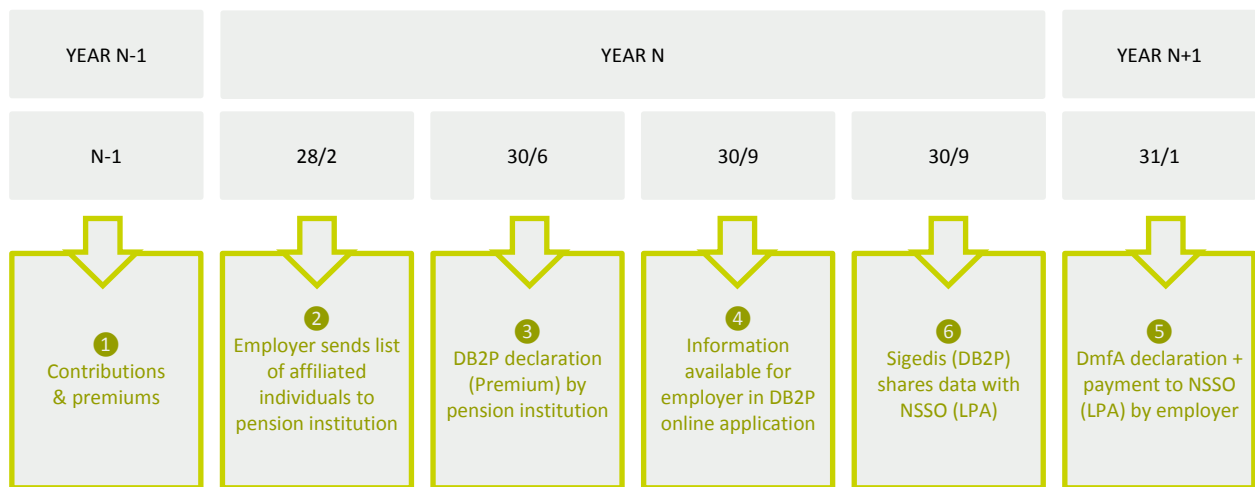 YEAR N-1
YEAR N
YEAR N+1
N-1
28/2
30/6
30/9
30/9
31/1
1
Contributions
& premiums
2
Employer sends list
of affiliated
individuals to
pension institution
3
DB2P declaration
(Premium) by
pension institution
4
Information
available for
employer in DB2P
online application
6
Sigedis (DB2P)
shares data with
NSSO (LPA)
5
DmfA declaration +
payment to NSSO
(LPA) by employer